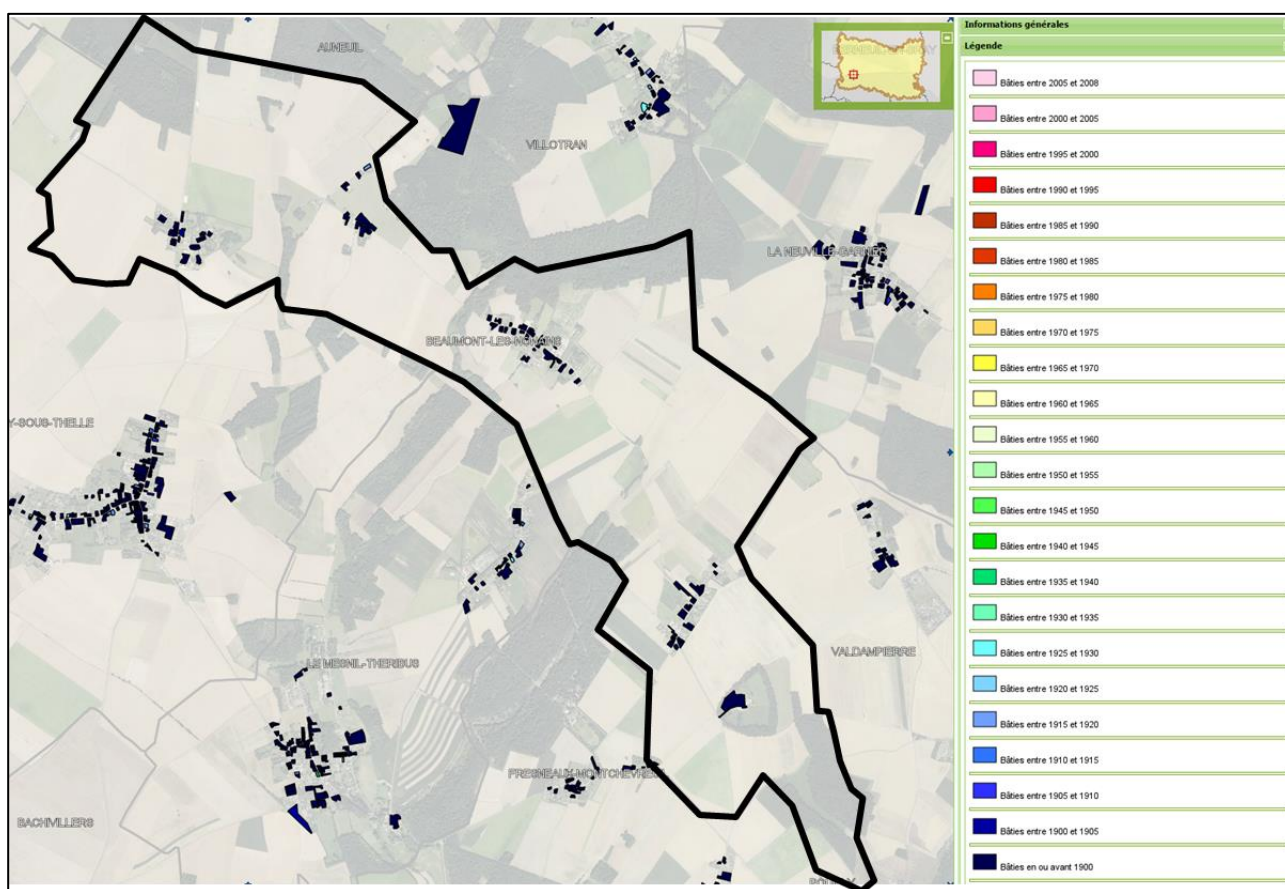 AUNEUIL
VILLOTRAN
LA NEUVILLE-GARNIER
BEAUMONT-LES-NONAINS
Y-SOUS-THELLE
VALDAMPIERRE
LE MESNIL-THERIBUS
FRESNEAUX-MONTCHEVREUIL
BACHIVILLERS
Informations générales
Légende
Bâties entre 2005 et 2008
Bâties entre 2000 et 2005
Bâties entre 1995 et 2000
Bâties entre 1990 et 1995
Bâties entre 1985 et 1990
Bâties entre 1980 et 1985
Bâties entre 1975 et 1980
Bâties entre 1970 et 1975
Bâties entre 1965 et 1970
Bâties entre 1960 et 1965
Bâties entre 1955 et 1960
Bâties entre 1950 et 1955
Bâties entre 1945 et 1950
Bâties entre 1940 et 1945
Bâties entre 1935 et 1940
Bâties entre 1930 et 1935
Bâties entre 1925 et 1930
Bâties entre 1920 et 1925
Bâties entre 1915 et 1920
Bâties entre 1910 et 1915
Bâties entre 1905 et 1910
Bâties entre 1900 et 1905
Bâties en ou avant 1900